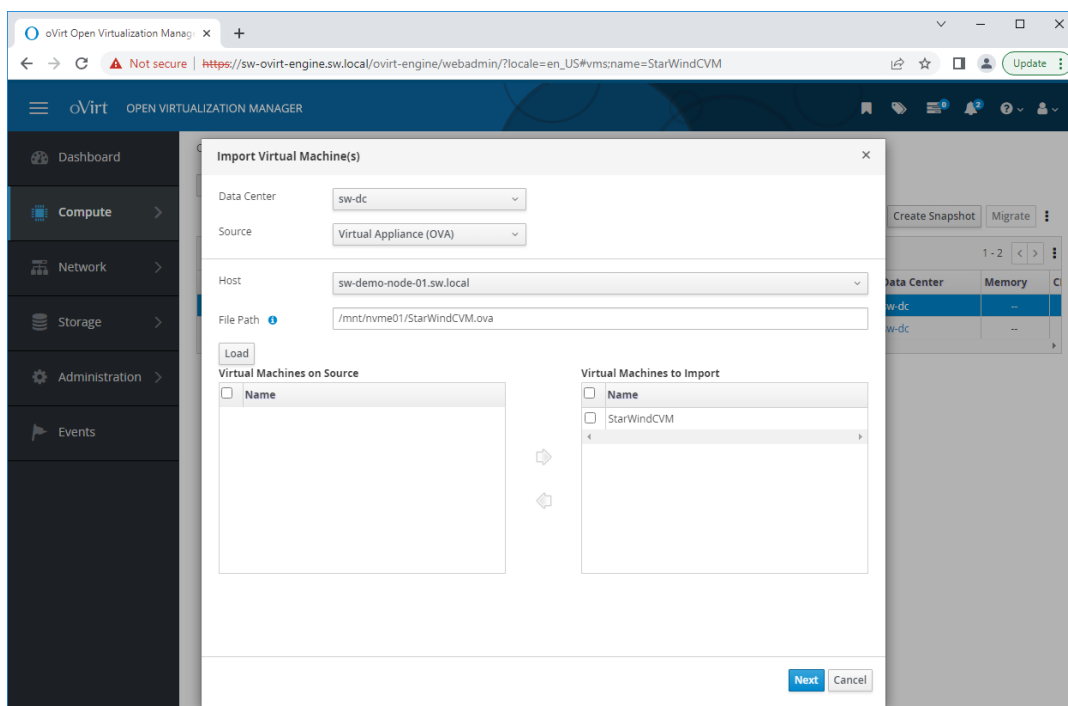 oVirt Open Virtualization Manag
Not secure https://sw-ovirt-engine.sw.local/ovirt-engine/webadmin/?locale=en_US#vms;name=StarWindCVM
Update
oVirt OPEN VIRTUALIZATION MANAGER
0
2
Dashboard
Compute
Network
Storage
Administration
Events
Import Virtual Machine(s)
Data Center sw-dc
Source Virtual Appliance (OVA)
Host sw-demo-node-01.sw.local
File Path /mnt/nvme01/StarWindCVM.ova
Load
Virtual Machines on Source
Name
Virtual Machines to Import
Name
StarWindCVM
Next Cancel
Create Snapshot Migrate
1 - 2
Data Center Memory Cl
sw-dc --
sw-dc --